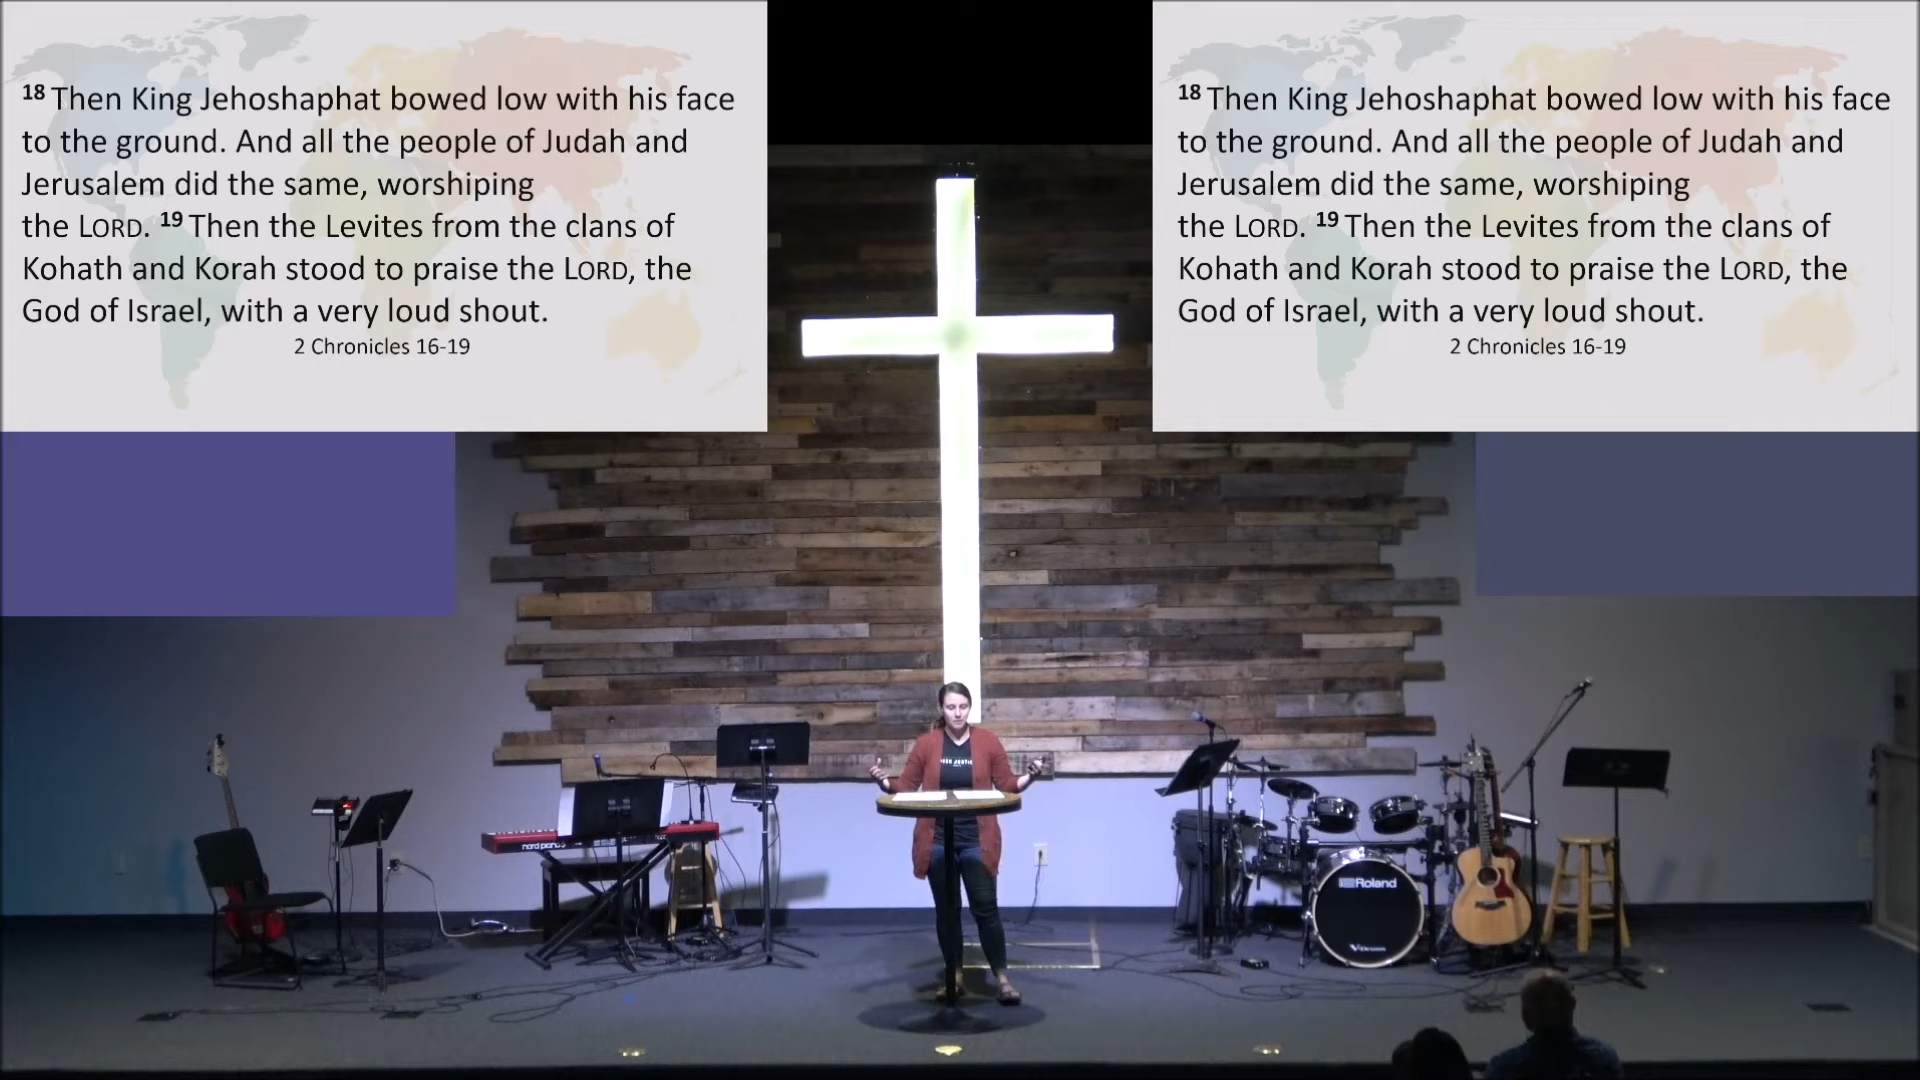 18 Then King Jehoshaphat bowed low with his face
to the ground. And all the people of Judah and
Jerusalem did the same, worshiping
the LORD. 19 Then the Levites from the clans of
Kohath and Korah stood to praise the LORD, the
God of Israel, with a very loud shout.
2 Chronicles 16-19
18 Then King Jehoshaphat bowed low with his face
to the ground. And all the people of Judah and
Jerusalem did the same, worshiping
the LORD. 19 Then the Levites from the clans of
Kohath and Korah stood to praise the LORD, the
God of Israel, with a very loud shout.
2 Chronicles 16-19
nord piano
Roland